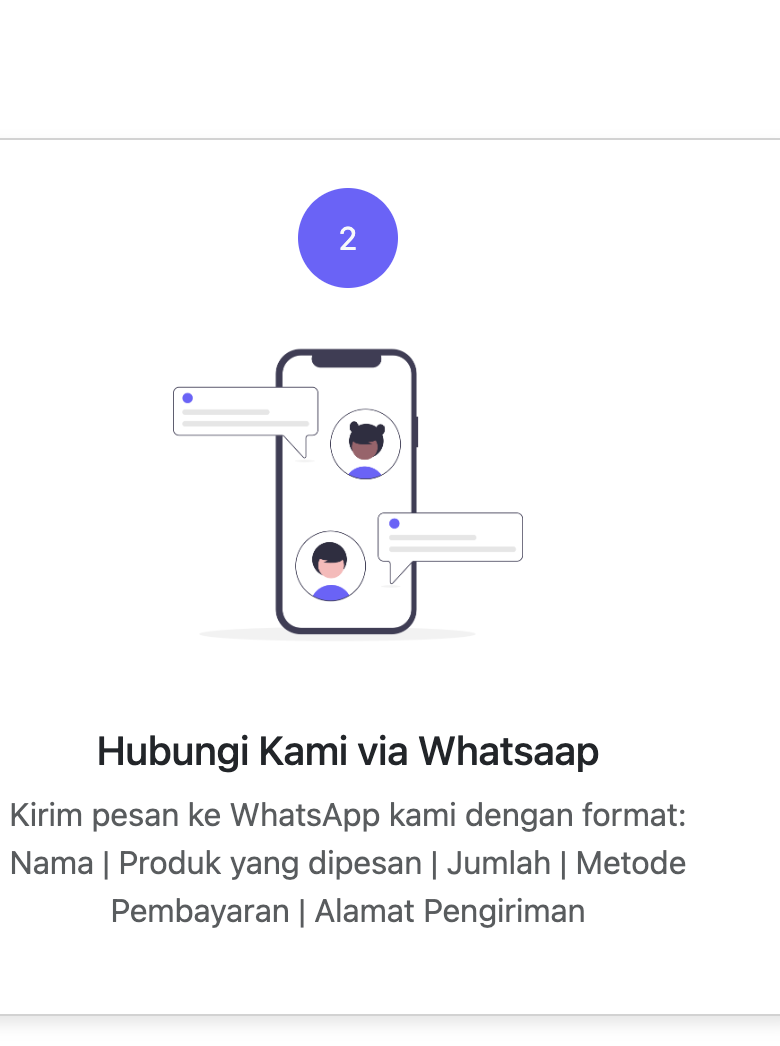 2
Hubungi Kami via Whatsaap
Kirim pesan ke WhatsApp kami dengan format:
Nama | Produk yang dipesan | Jumlah | Metode
Pembayaran | Alamat Pengiriman